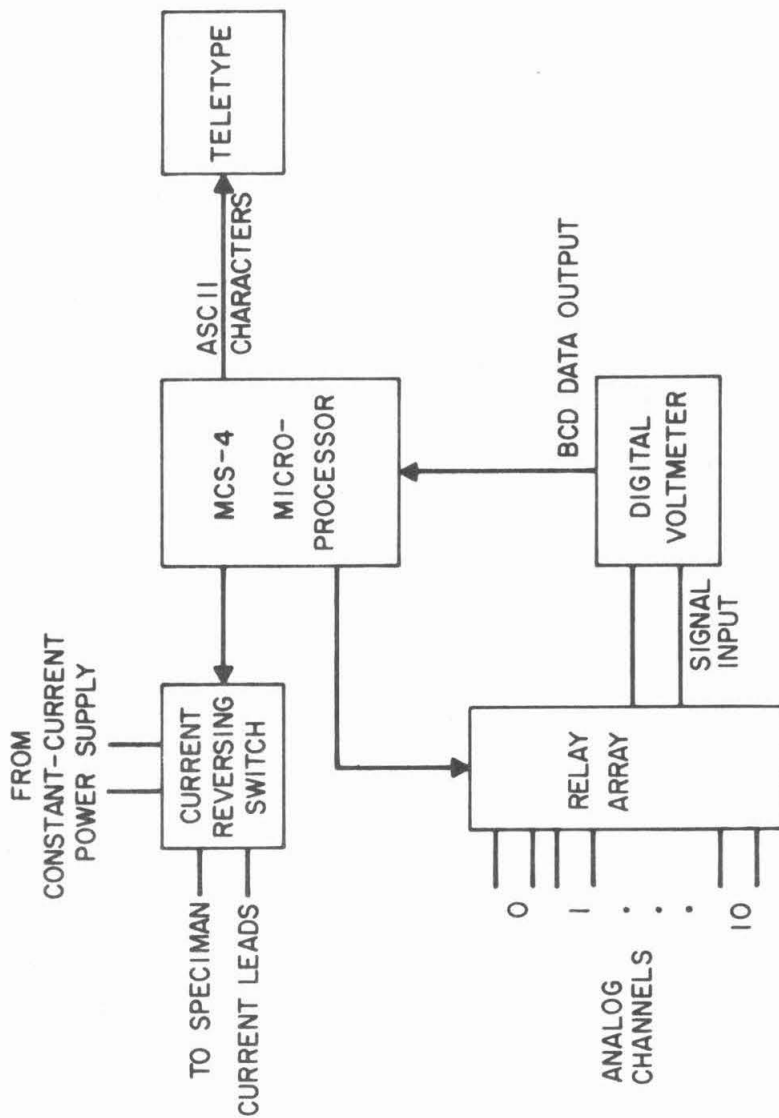 FROM
CONSTANT-CURRENT
POWER SUPPLY
TO SPECIMAN
CURRENT LEADS
CURRENT
REVERSING
SWITCH
MCS-4
MICRO-
PROCESSOR
ASCII
CHARACTERS
TELETYPE
ANALOG
CHANNELS
0
1
.
.
.
10
RELAY
ARRAY
SIGNAL
INPUT
DIGITAL
VOLTMETER
BCD DATA OUTPUT